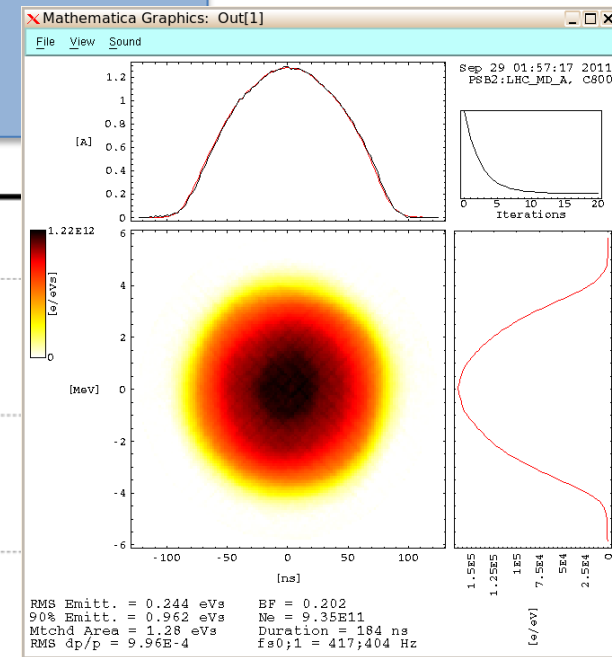 Mathematica Graphics: Out[1]
File View Sound
Sep 29 01:57:17 2011
PSB2:LHC_MD_A, C800
1.2
1
0.8
0.6
0.4
0.2
0
[A]
0 5 10 15 20
Iterations
1.22E12
0
[e/eVs]
6
4
2
0
-2
-4
-6
[MeV]
-100 -50 0 50 100
[ns]
1.5E5
1.25E5
1E5
7.5E4
5E4
2.5E4
0
[e/eV]
RMS Emitt. = 0.244 eVs BF = 0.202
90% Emitt. = 0.962 eVs Ne = 9.35E11
Mtchd Area = 1.28 eVs Duration = 184 ns
RMS dp/p = 9.96E-4 fs0;1 = 417;404 Hz